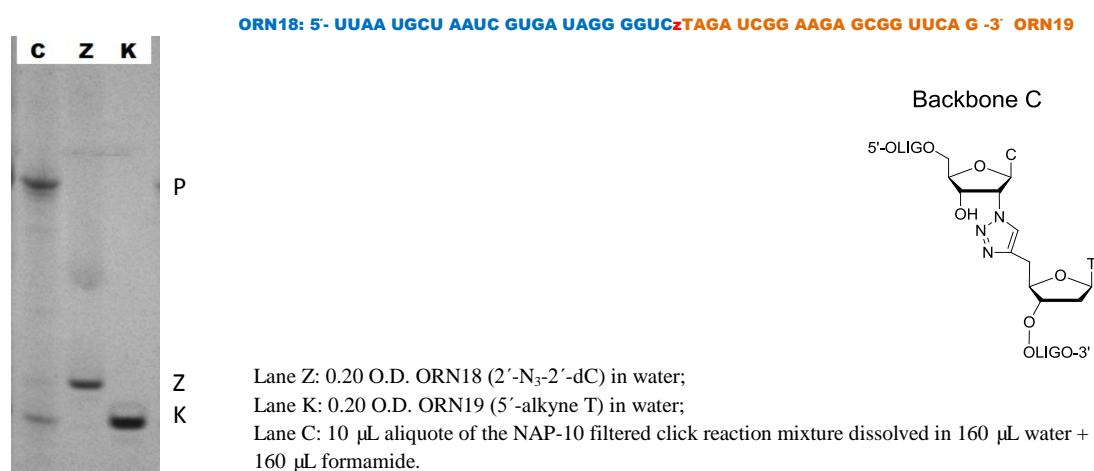 ORN18: 5′- UUAA UGCU AAUC GUGA UAGG GGUCzTAGA UCGG AAGA GCGG UUCA G -3′ ORN19
C Z K
P
Z
K
Backbone C
5'-OLIGO
O
C
OH
N
N
N
O
T
O
OLIGO-3'
Lane Z: 0.20 O.D. ORN18 (2´-N₃-2´-dC) in water;
Lane K: 0.20 O.D. ORN19 (5´-alkyne T) in water;
Lane C: 10 μL aliquote of the NAP-10 filtered click reaction mixture dissolved in 160 μL water +
160 μL formamide.